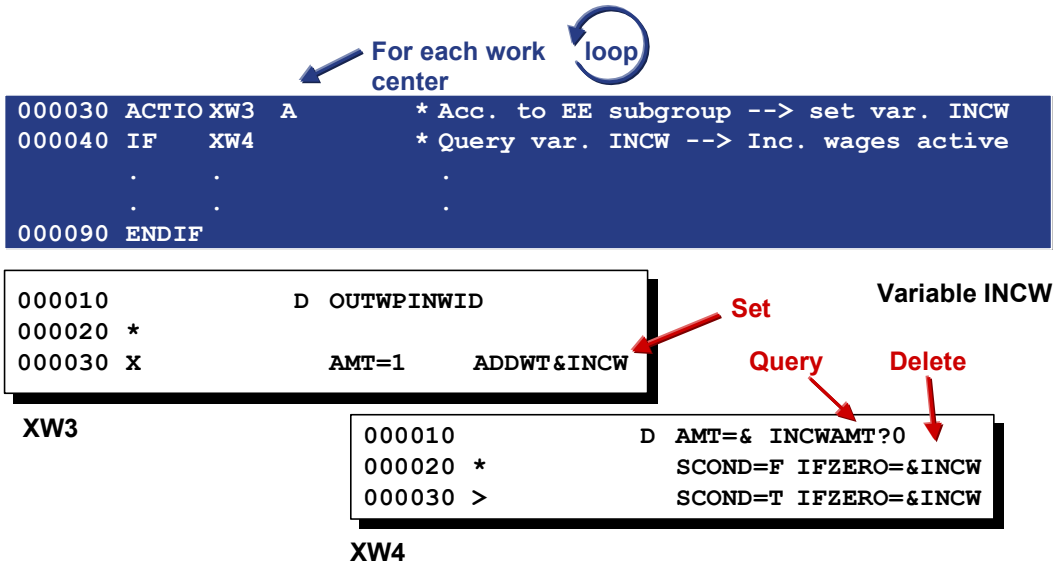 For each work
center
loop
000030 ACTIO XW3 A * Acc. to EE subgroup --> set var. INCW
000040 IF XW4 * Query var. INCW --> Inc. wages active
. . .
. . .
000090 ENDIF
000010 D OUTWPINWID
000020 *
000030 X AMT=1 ADDWT&INCW
XW3
Set
Variable INCW
Query
Delete
000010 D AMT=& INCWAMT?0
000020 * SCOND=F IFZERO=&INCW
000030 > SCOND=T IFZERO=&INCW
XW4